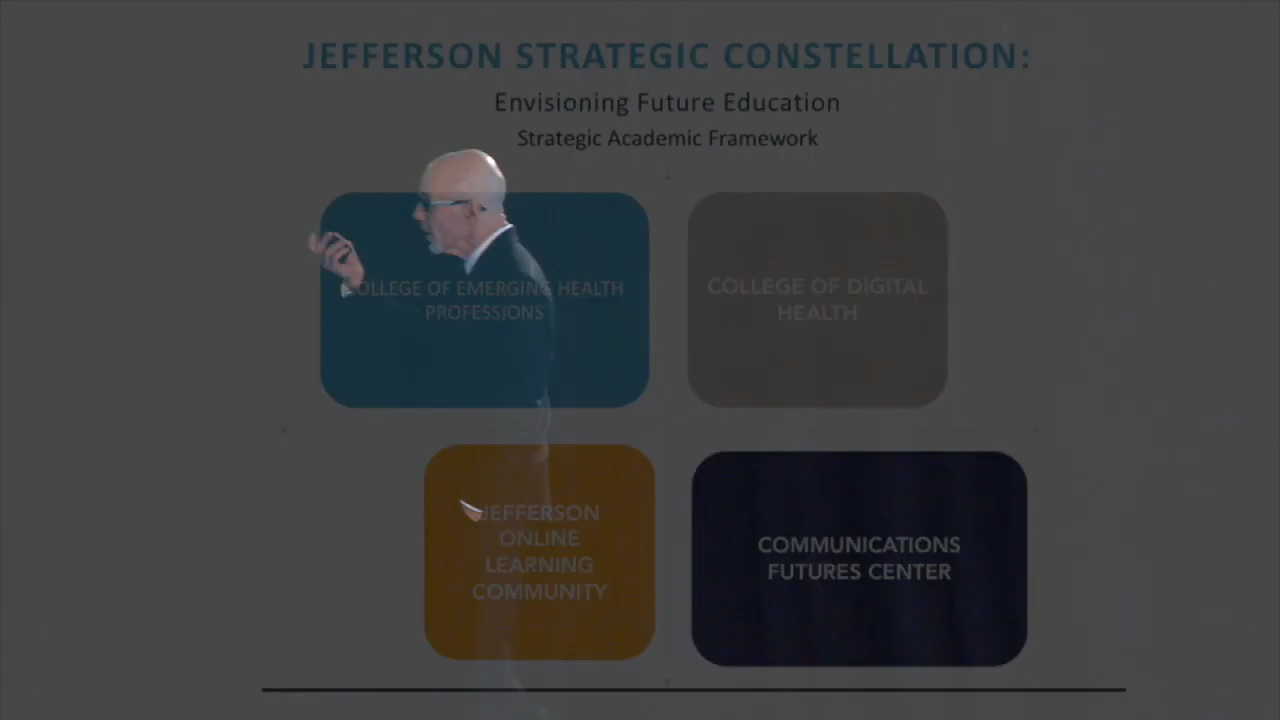 JEFFERSON STRATEGIC CONSTELLATION:
Envisioning Future Education
Strategic Academic Framework
COLLEGE OF EMERGING HEALTH
PROFESSIONS
COLLEGE OF DIGITAL
HEALTH
JEFFERSON
ONLINE
LEARNING
COMMUNITY
COMMUNICATIONS
FUTURES CENTER